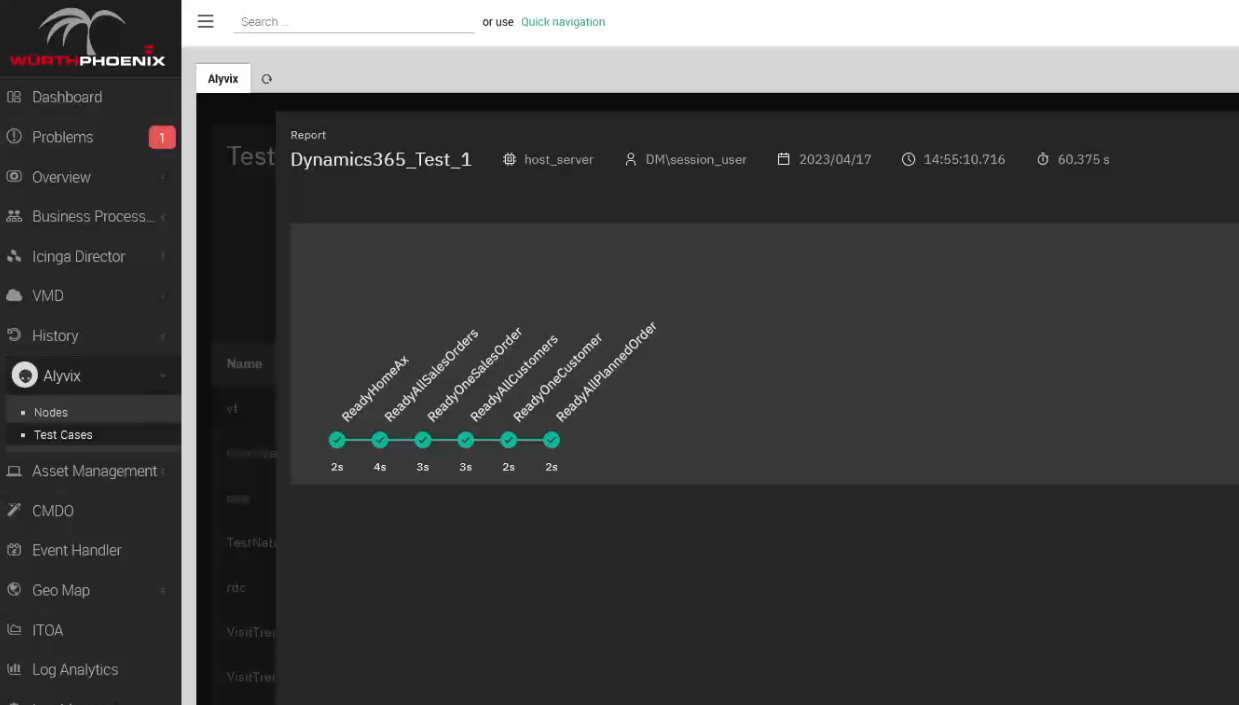 WÜRTHPHOENIX
Search ...
or use Quick navigation
Alyvix
Dashboard
Problems 1
Overview
Business Process...
Icinga Director
VMD
History
Alyvix
Nodes
Test Cases
Asset Management
CMDO
Event Handler
Geo Map
ITOA
Log Analytics
Test
Name
vf
TestNat
rdc
VisitTre
VisitTre
Report
Dynamics365_Test_1 host_server DM\session_user 2023/04/17 14:55:10.716 60.375 s
ReadyHomeAx
ReadyAllSalesOrders
ReadyOneSalesOrder
ReadyAllCustomers
ReadyOneCustomer
ReadyAllPlannedOrder
2s 4s 3s 3s 2s 2s